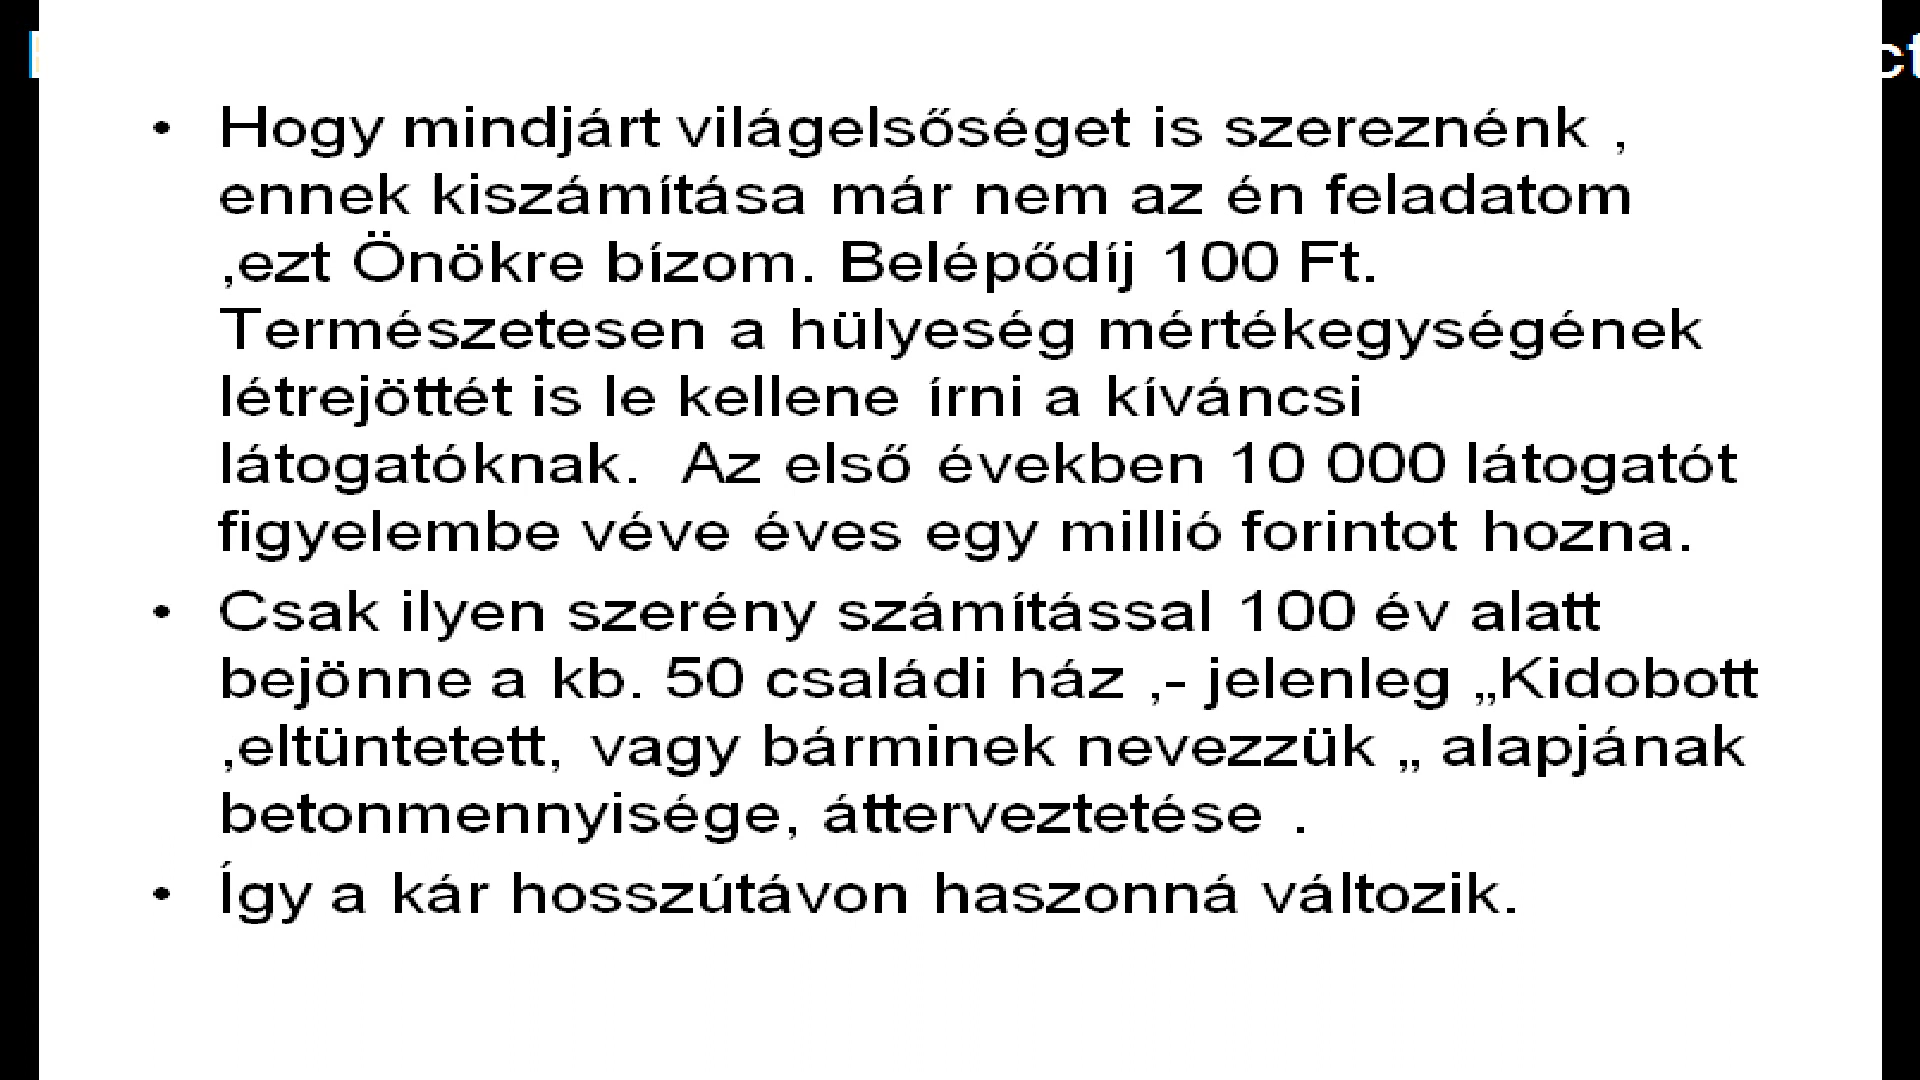 • Hogy mindjárt világelsőséget is szereznénk ,
ennek kiszámítása már nem az én feladatom
,ezt Önökre bízom. Belépődíj 100 Ft.
Természetesen a hülyeség mértékegységének
létrejöttét is le kellene írni a kíváncsi
látogatóknak.  Az első években 10 000 látogatót
figyelembe véve éves egy millió forintot hozna.
• Csak ilyen szerény számítással 100 év alatt
bejönne a kb. 50 családi ház ,- jelenleg „Kidobott
,eltüntetett, vagy bárminek nevezzük „ alapjának
betonmennyisége, átterveztetése .
• Így a kár hosszútávon haszonná változik.